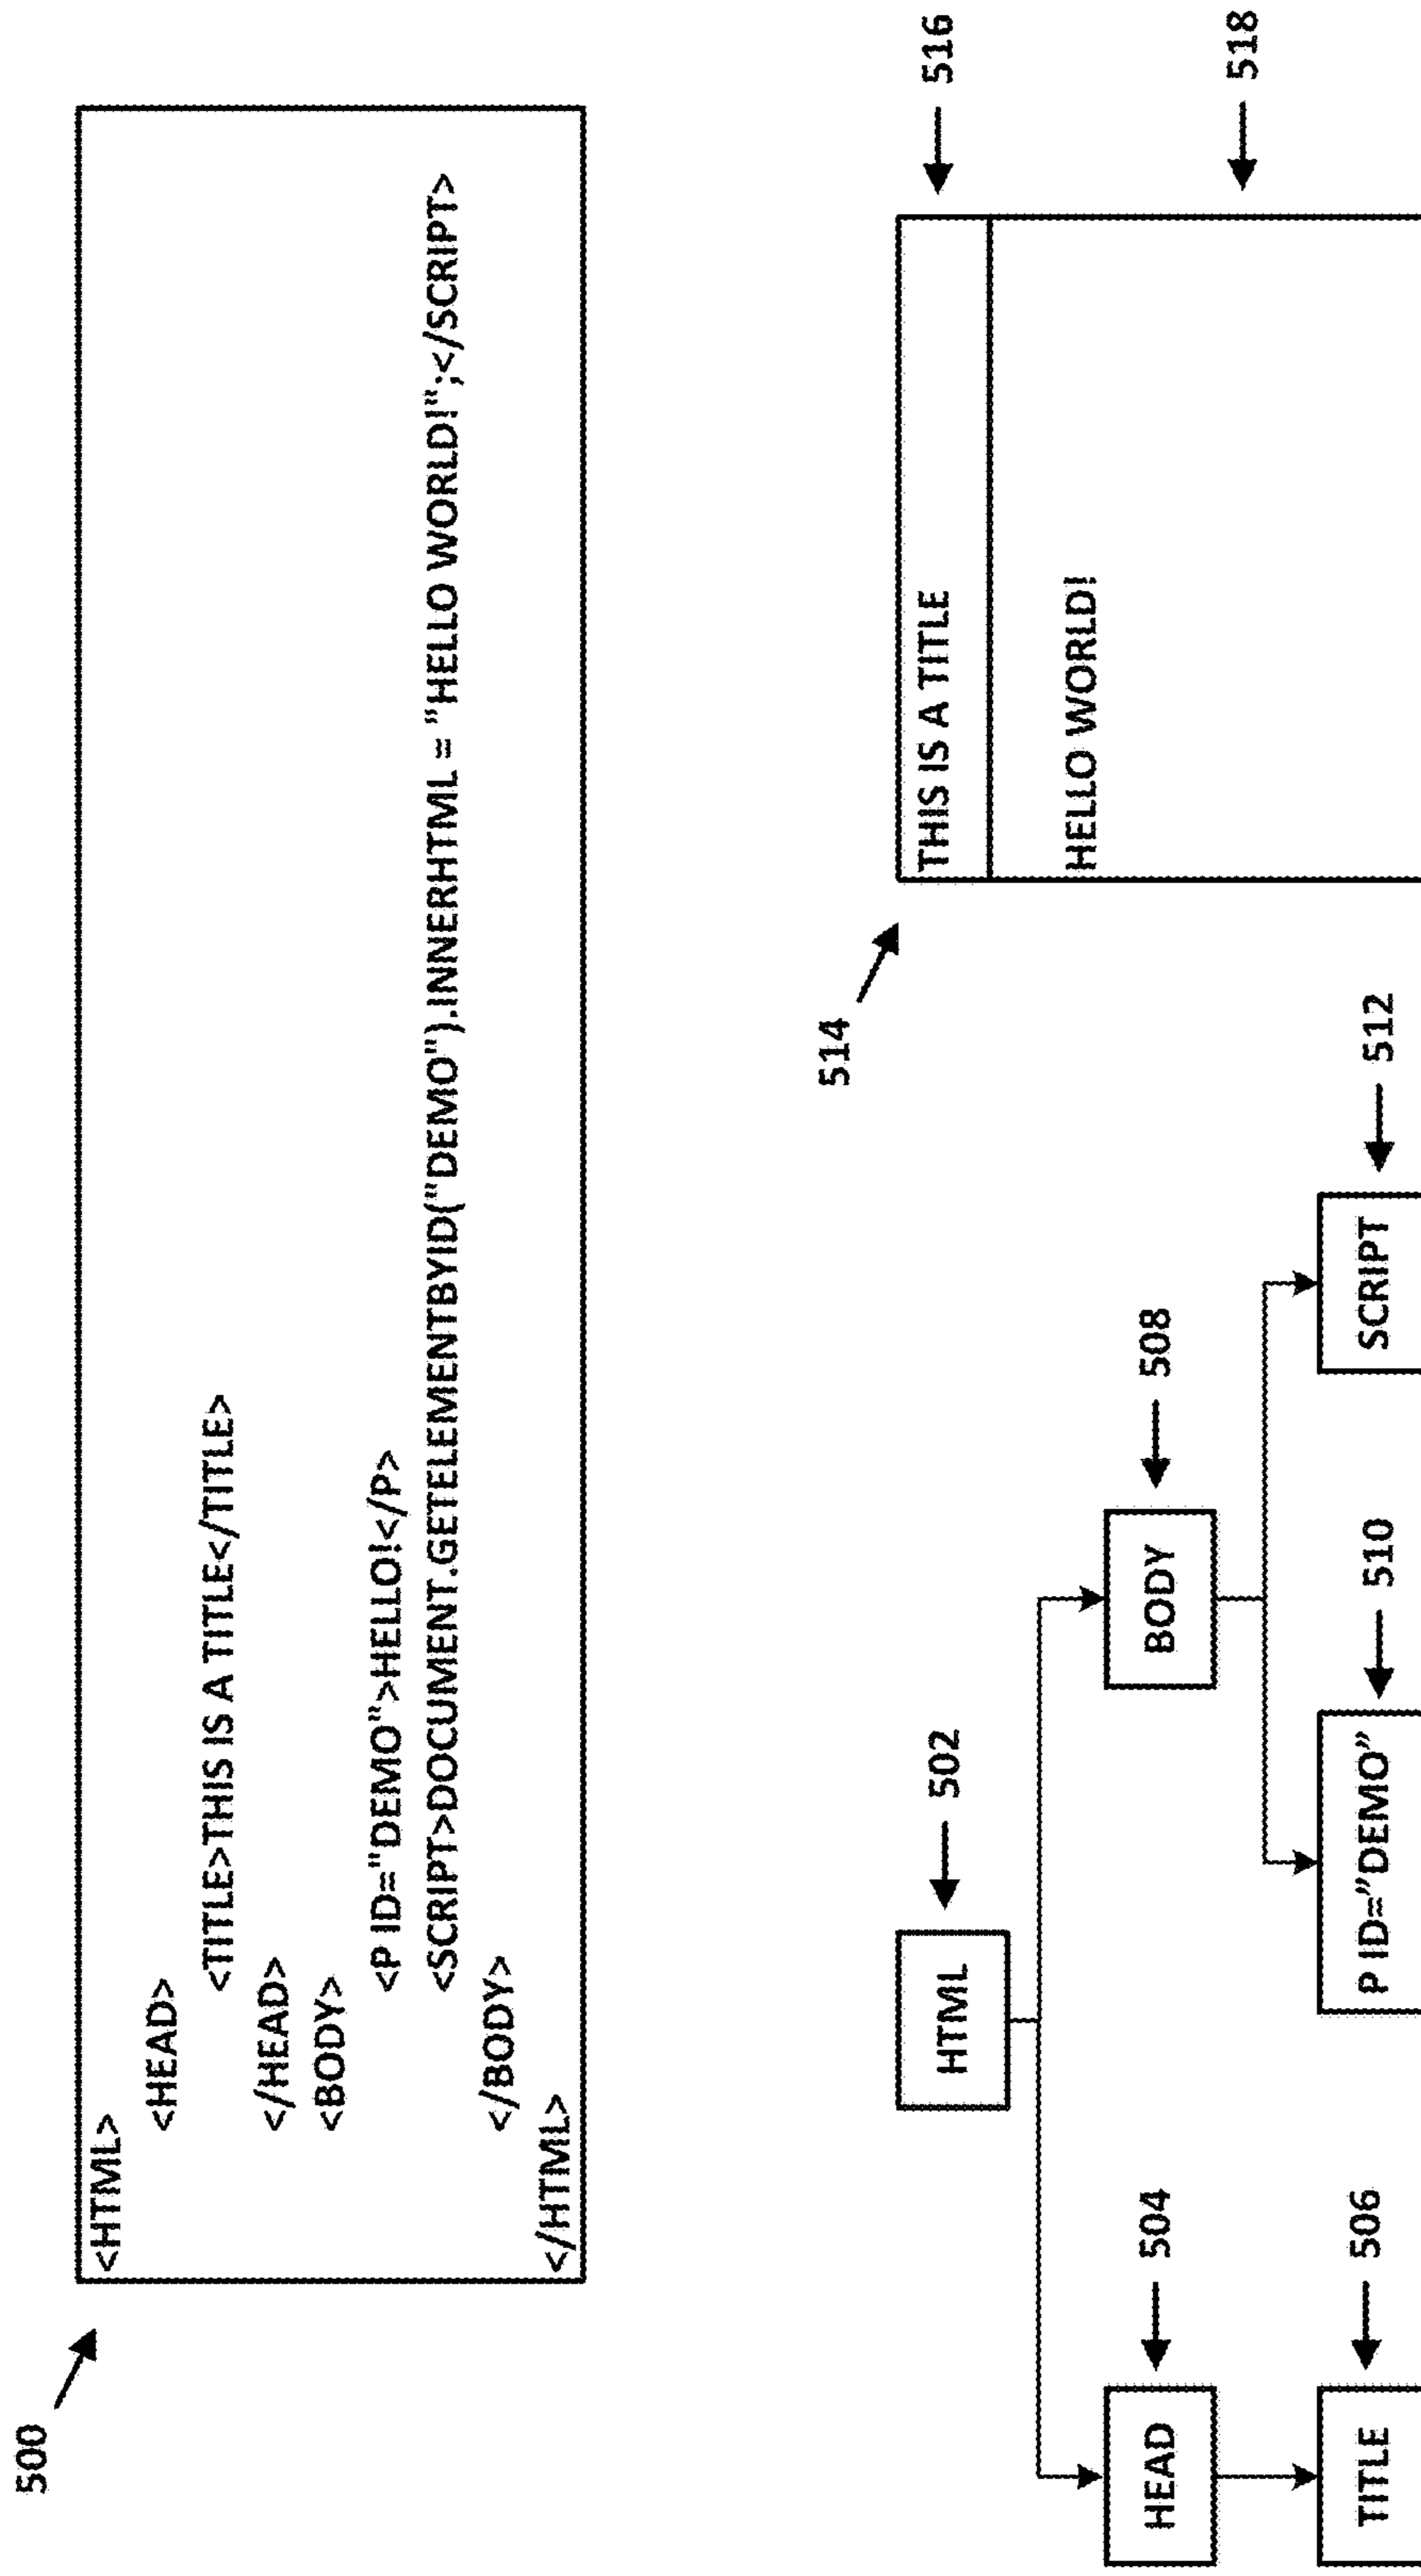 500
<HTML>
<HEAD>
<TITLE>THIS IS A TITLE</TITLE>
</HEAD>
<BODY>
<P ID="DEMO">HELLO!</P>
<SCRIPT>DOCUMENT.GETELEMENTBYID("DEMO").INNERHTML = "HELLO WORLD!";</SCRIPT>
</BODY>
</HTML>
HTML
502
HEAD
504
BODY
508
TITLE
506
P ID="DEMO"
510
SCRIPT
512
514
THIS IS A TITLE
516
HELLO WORLD!
518